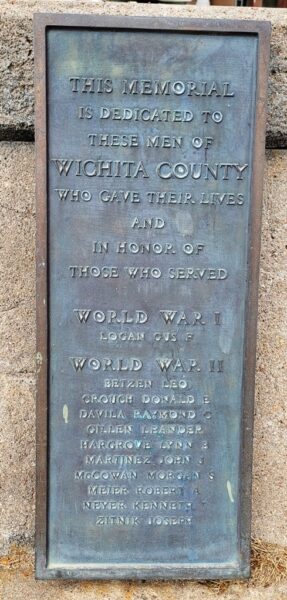 THIS MEMORIAL
IS DEDICATED TO
THESE MEN OF
WICHITA COUNTY
WHO GAVE THEIR LIVES
AND
IN HONOR OF
THOSE WHO SERVED
WORLD WAR I
LOGAN GUS F
WORLD WAR II
BETZEN LEO
CROUCH DONALD E
DAVILA RAYMOND G
GILLEN LEANDER
HARGROVE LYNN
MARTINEZ JOHN J
McGOWAN MORGAN S
MEIER ROBERT A
NEYER KENNETH
ZITNIK JOSEPH